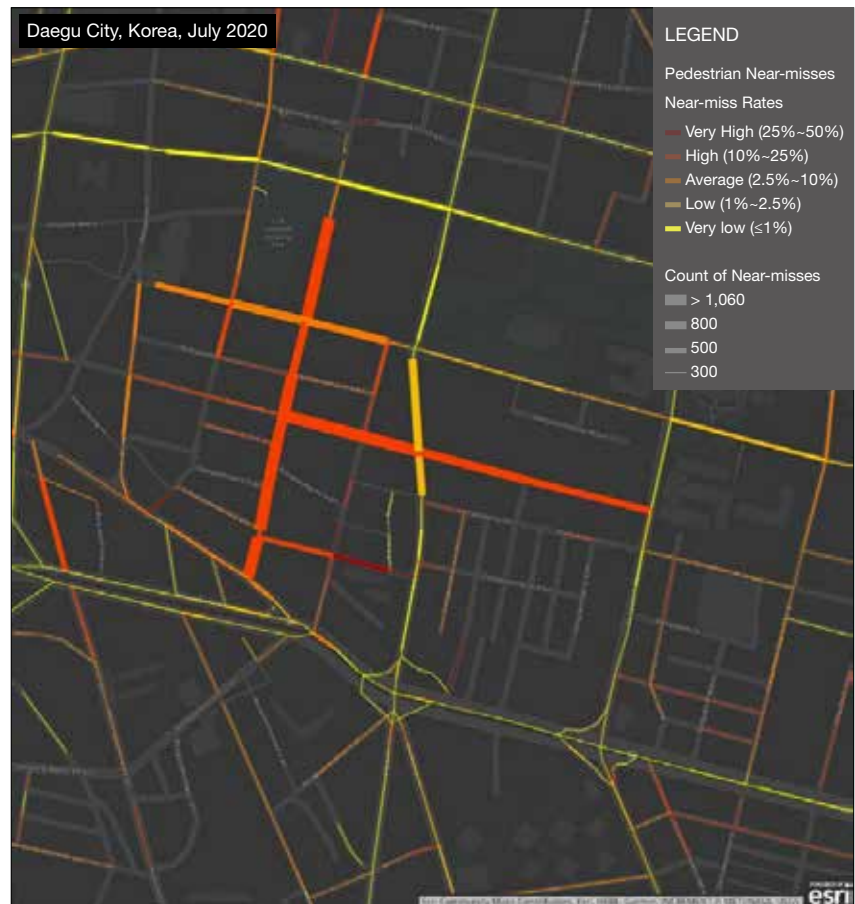 Daegu City, Korea, July 2020
LEGEND
Pedestrian Near-misses
Near-miss Rates
Very High (25%~50%)
High (10%~25%)
Average (2.5%~10%)
Low (1%~2.5%)
Very low (≤1%)
Count of Near-misses
> 1,060
800
500
300
esri